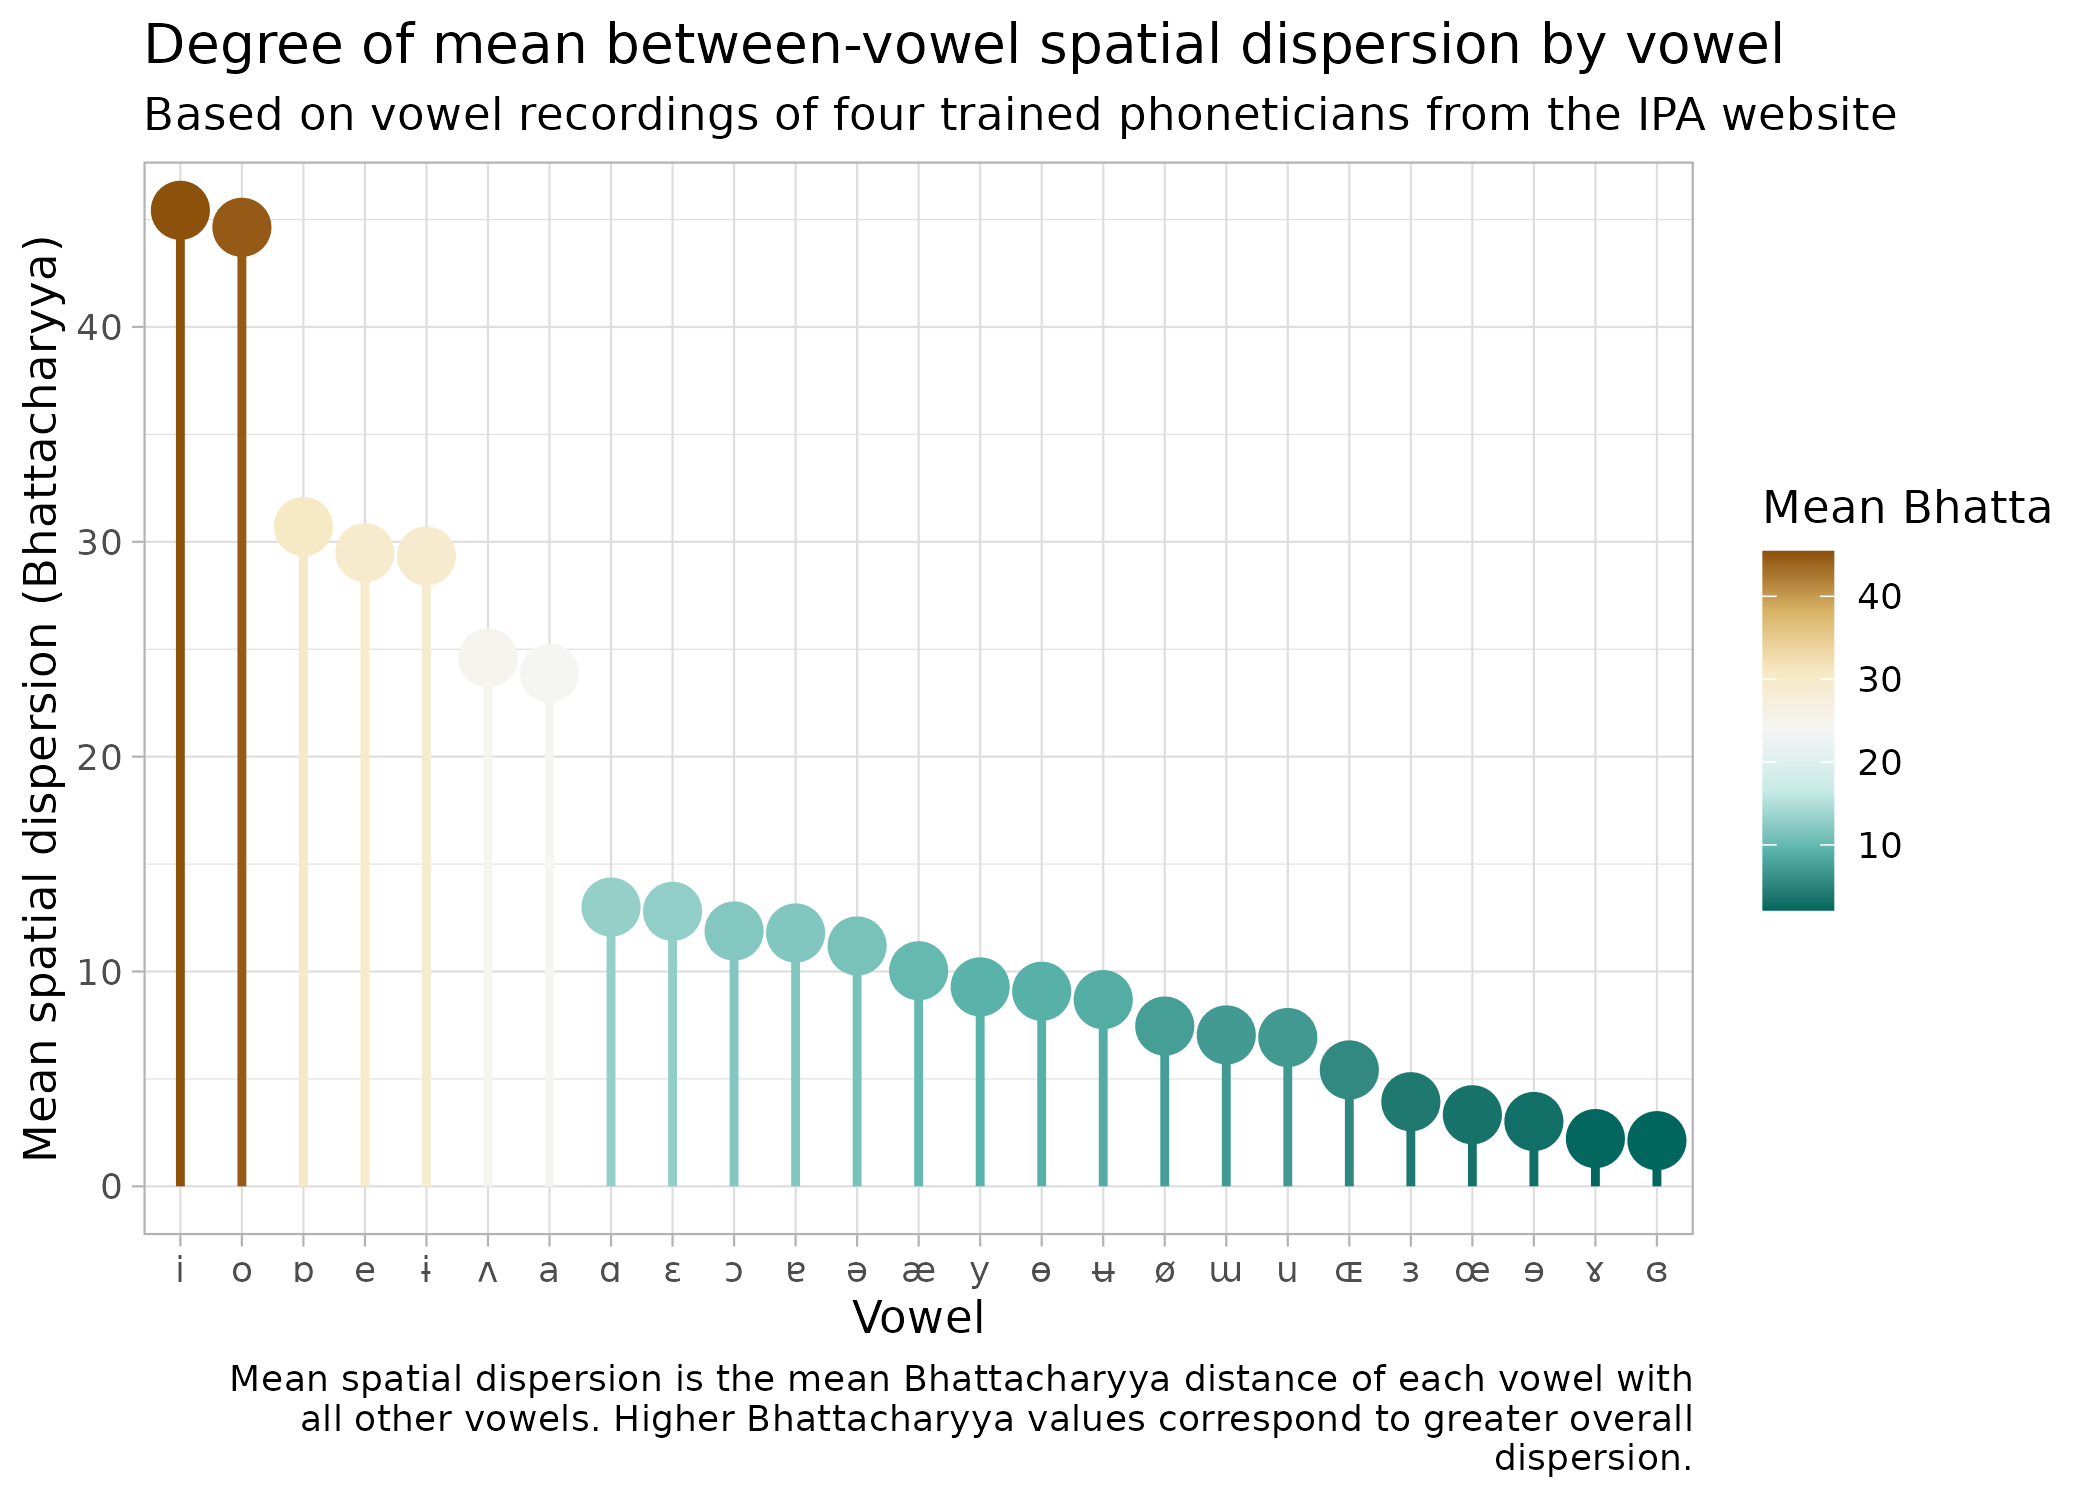 Degree of mean between-vowel spatial dispersion by vowel
Based on vowel recordings of four trained phoneticians from the IPA website
Mean spatial dispersion (Bhattacharyya)
40
30
20
10
0
i o ɒ e ɨ ʌ a ɑ ɛ ɔ ɐ ə æ y ɵ ʉ ø ɯ u ɶ ɜ œ ɘ ɤ ɞ
Vowel
Mean Bhatta
40
30
20
10
Mean spatial dispersion is the mean Bhattacharyya distance of each vowel with
all other vowels. Higher Bhattacharyya values correspond to greater overall
dispersion.